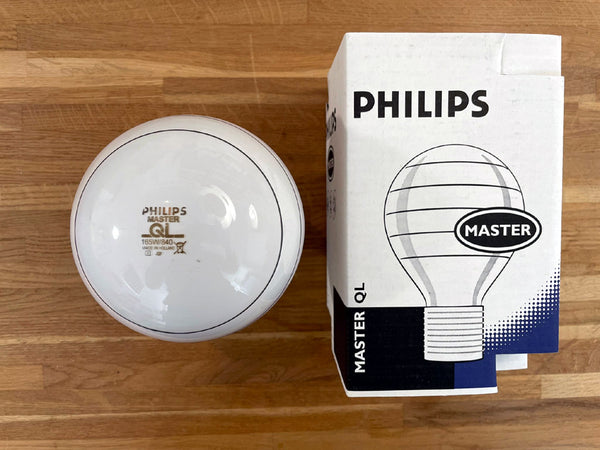 PHILIPS
MASTER
QL
165W/840
MADE IN HOLLAND
PHILIPS
MASTER
MASTER QL